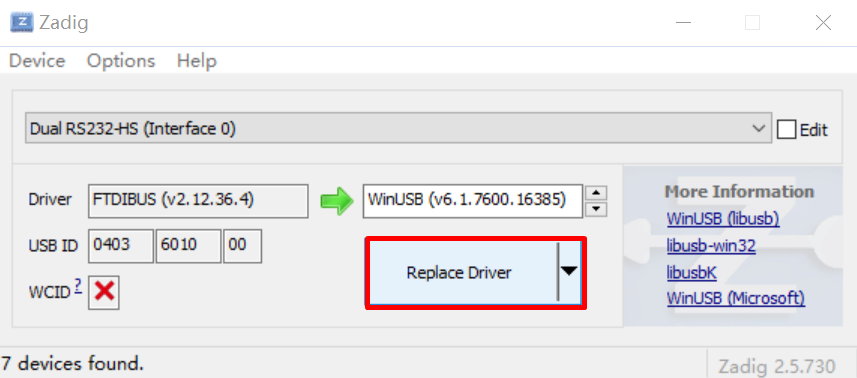 Zadig
Device Options Help
Dual RS232-HS (Interface 0)
Edit
Driver FTDIBUS (v2.12.36.4) WinUSB (v6.1.7600.16385)
USB ID 0403 6010 00
WCID ?
Replace Driver
More Information
WinUSB (libusb)
libusb-win32
libusbK
WinUSB (Microsoft)
7 devices found.
Zadig 2.5.730